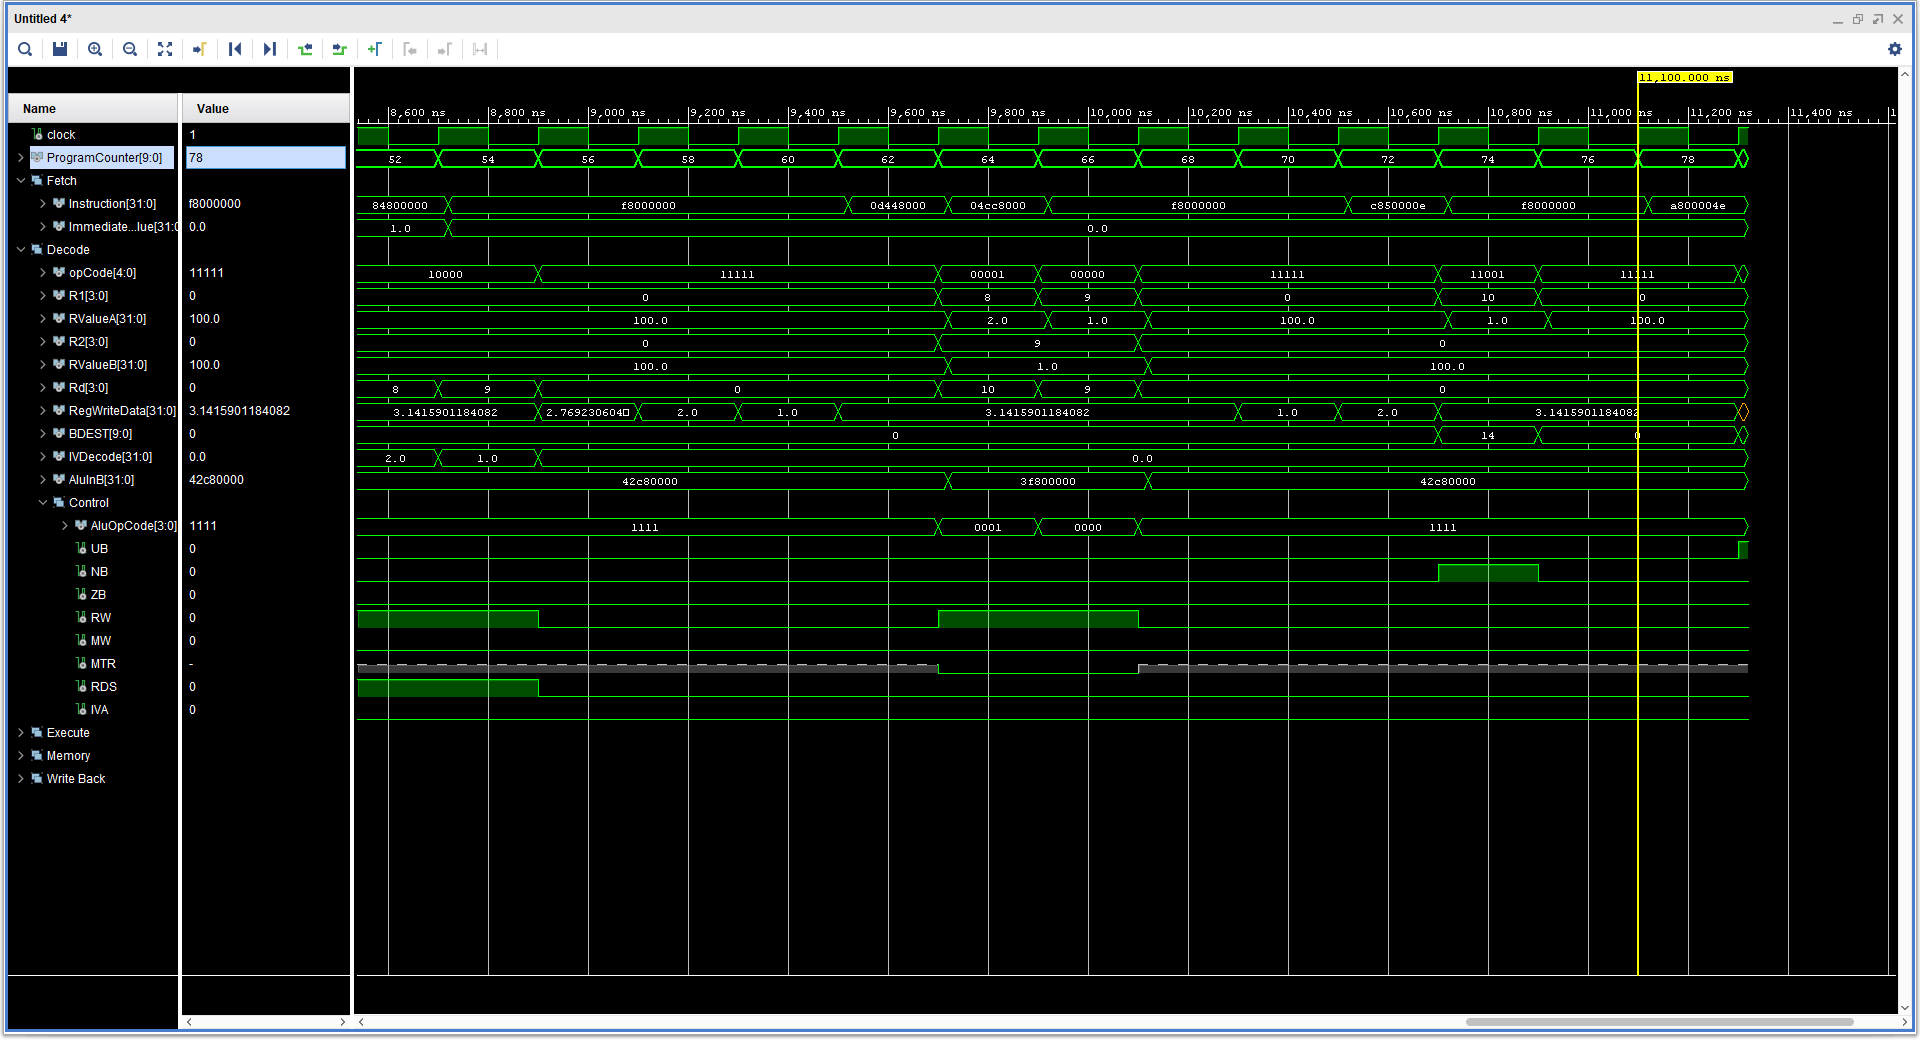 Untitled 4*
11,100.000 ns
Name Value
8,600 ns 8,800 ns 9,000 ns 9,200 ns 9,400 ns 9,600 ns 9,800 ns 10,000 ns 10,200 ns 10,400 ns 10,600 ns 10,800 ns 11,000 ns 11,200 ns 11,400 ns 1
clock 1
ProgramCounter[9:0] 78 52 54 56 58 60 62 64 66 68 70 72 74 76 78
Fetch
Instruction[31:0] f8000000 84800000 f8000000 0d448000 04cc8000 f8000000 c850000e f8000000 a800004e
Immediate...lue[31:0 0.0 1.0 0.0
Decode
opCode[4:0] 11111 10000 11111 00001 00000 11111 11001 11111
R1[3:0] 0 0 8 9 0 10 0
RValueA[31:0] 100.0 100.0 2.0 1.0 100.0 1.0 100.0
R2[3:0] 0 0 9 0
RValueB[31:0] 100.0 100.0 1.0 100.0
Rd[3:0] 0 8 9 0 10 9 0
RegWriteData[31:0] 3.1415901184082 3.1415901184082 2.769230604 2.0 1.0 3.1415901184082 1.0 2.0 3.1415901184082
BDEST[9:0] 0 0 14 0
IVDecode[31:0] 0.0 2.0 1.0 0.0
AluInB[31:0] 42c80000 42c80000 3f800000 42c80000
Control
AluOpCode[3:0] 1111 1111 0001 0000 1111
UB 0
NB 0
ZB 0
RW 0
MW 0
MTR -
RDS 0
IVA 0
Execute
Memory
Write Back